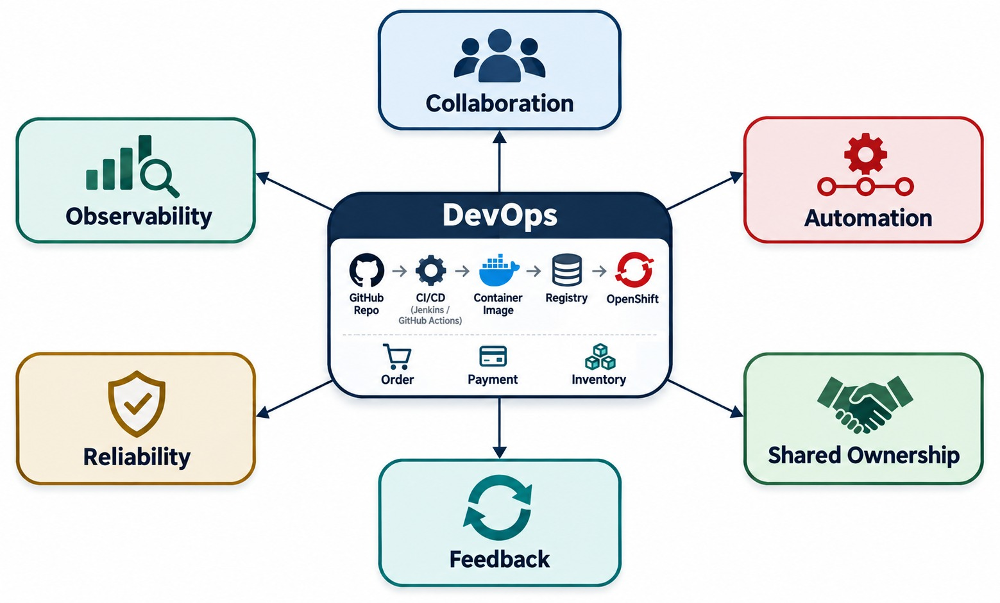 Collaboration
Observability
Automation
DevOps
GitHub
Repo
CI/CD
(Jenkins /
GitHub Actions)
Container
Image
Registry
OpenShift
Order
Payment
Inventory
Reliability
Shared Ownership
Feedback